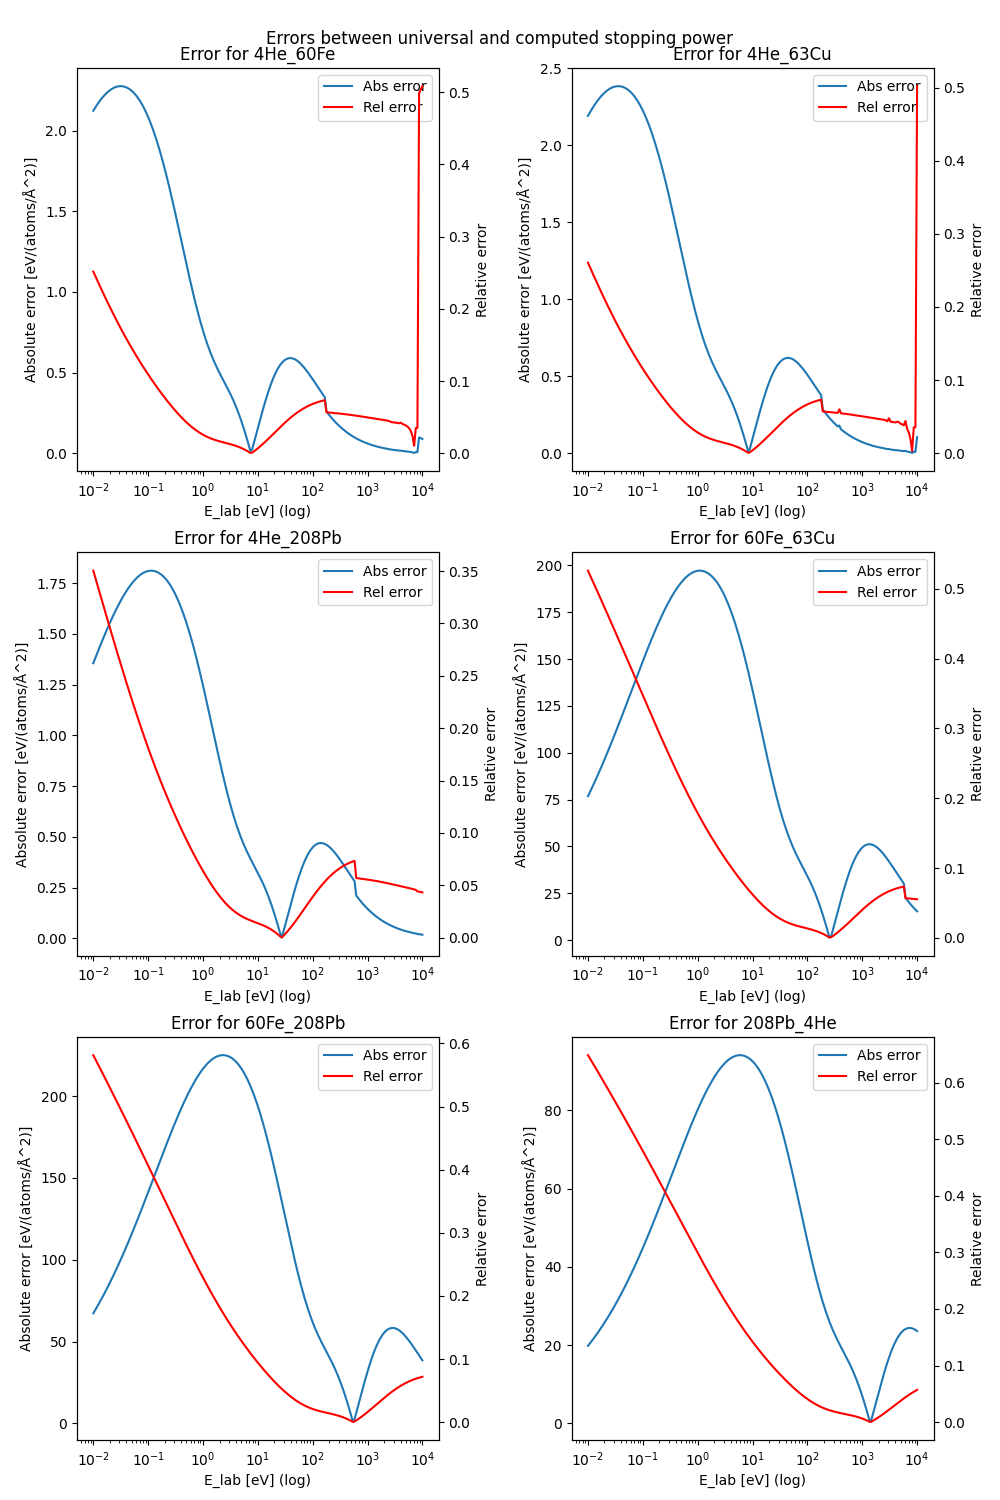 Errors between universal and computed stopping power
Error for 4He_60Fe
Abs error
Rel error
Absolute error [eV/(atoms/Å^2)]
2.0
1.5
1.0
0.5
0.0
0.5
0.4
0.3
0.2
0.1
0.0
Relative error
10^-2 10^-1 10^0 10^1 10^2 10^3 10^4
E_lab [eV] (log)
Error for 4He_63Cu
Abs error
Rel error
Absolute error [eV/(atoms/Å^2)]
2.5
2.0
1.5
1.0
0.5
0.0
0.5
0.4
0.3
0.2
0.1
0.0
Relative error
10^-2 10^-1 10^0 10^1 10^2 10^3 10^4
E_lab [eV] (log)
Error for 4He_208Pb
Abs error
Rel error
Absolute error [eV/(atoms/Å^2)]
1.75
1.50
1.25
1.00
0.75
0.50
0.25
0.00
0.35
0.30
0.25
0.20
0.15
0.10
0.05
0.00
Relative error
10^-2 10^-1 10^0 10^1 10^2 10^3 10^4
E_lab [eV] (log)
Error for 60Fe_63Cu
Abs error
Rel error
Absolute error [eV/(atoms/Å^2)]
200
175
150
125
100
75
50
25
0
0.5
0.4
0.3
0.2
0.1
0.0
Relative error
10^-2 10^-1 10^0 10^1 10^2 10^3 10^4
E_lab [eV] (log)
Error for 60Fe_208Pb
Abs error
Rel error
Absolute error [eV/(atoms/Å^2)]
200
150
100
50
0
0.6
0.5
0.4
0.3
0.2
0.1
0.0
Relative error
10^-2 10^-1 10^0 10^1 10^2 10^3 10^4
E_lab [eV] (log)
Error for 208Pb_4He
Abs error
Rel error
Absolute error [eV/(atoms/Å^2)]
80
60
40
20
0
0.6
0.5
0.4
0.3
0.2
0.1
0.0
Relative error
10^-2 10^-1 10^0 10^1 10^2 10^3 10^4
E_lab [eV] (log)